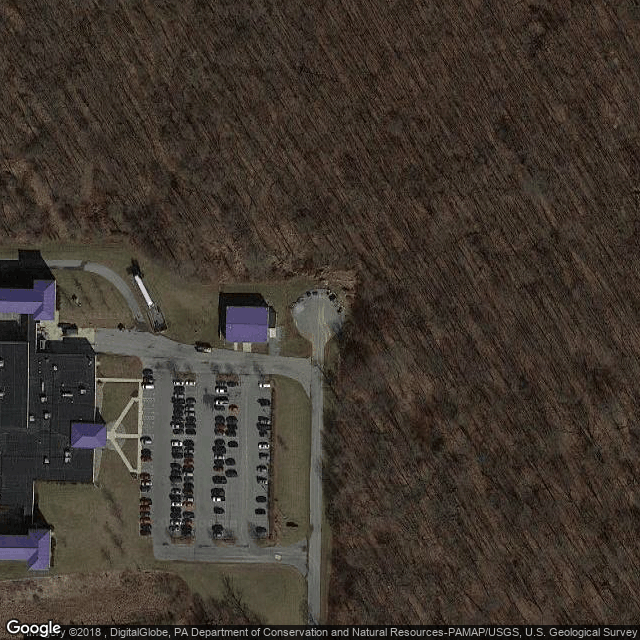 Google y ©2018 , DigitalGlobe, PA Department of Conservation and Natural Resources-PAMAP/USGS, U.S. Geological Survey